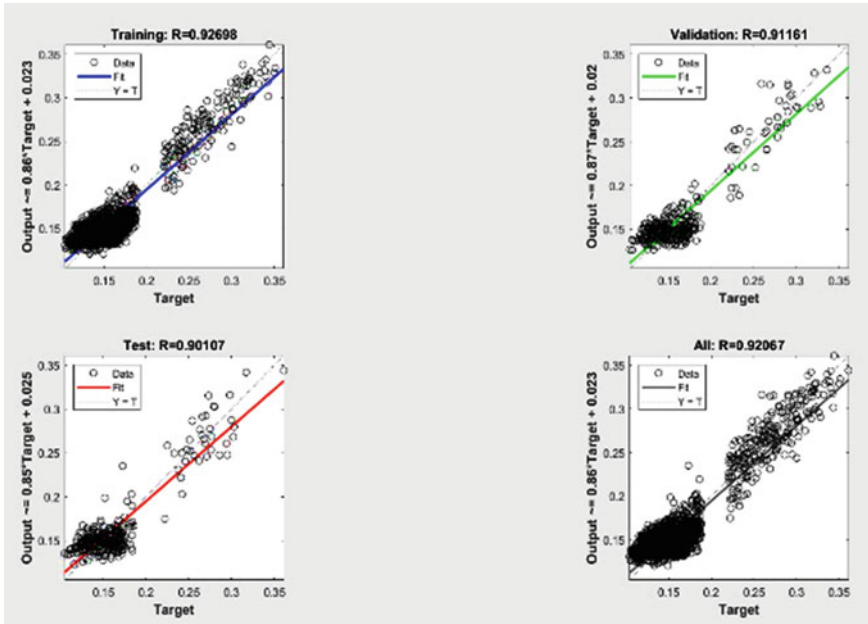 Training: R=0.92698
Output ~= 0.86*Target + 0.023
0.35
0.3
0.25
0.2
0.15
Data
Fit
Y = T
0.15
0.2
0.25
0.3
0.35
Target
Validation: R=0.91161
Output ~= 0.87*Target + 0.02
0.35
0.3
0.25
0.2
0.15
Data
Fit
Y = T
0.15
0.2
0.25
0.3
0.35
Target
Test: R=0.90107
Output ~= 0.85*Target + 0.025
0.35
0.3
0.25
0.2
0.15
Data
Fit
Y = T
0.15
0.2
0.25
0.3
0.35
Target
All: R=0.92067
Output ~= 0.86*Target + 0.023
0.35
0.3
0.25
0.2
0.15
Data
Fit
Y = T
0.15
0.2
0.25
0.3
0.35
Target